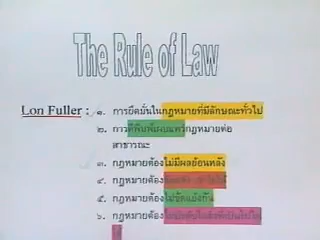 The Rule of Law
Lon Fuller : ๑. การยึดมั่นในกฎหมายที่มีลักษณะทั่วไป
๒. การตีพิมพ์เผยแพร่กฎหมายต่อ
สาธารณะ
๓. กฎหมายต้องไม่มีผลย้อนหลัง
๔. กฎหมายต้อง
๕. กฎหมายต้องไม่ขัดแย้งกัน
๖. กฎหมายต้อง